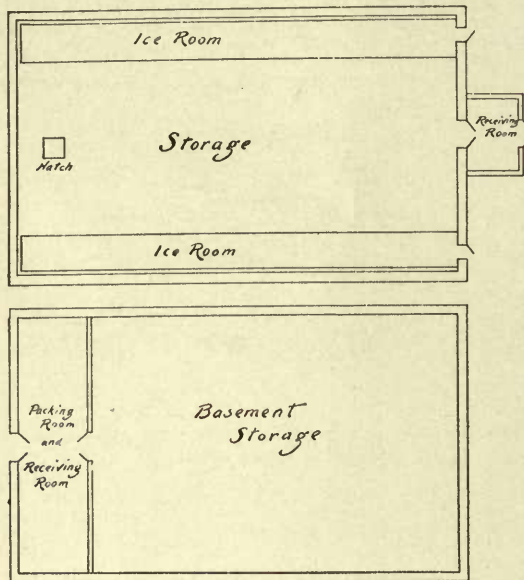 Ice Room
Receiving
Room
Storage
Hatch
Ice Room
Packing
Room
and
Receiving
Room
Basement
Storage